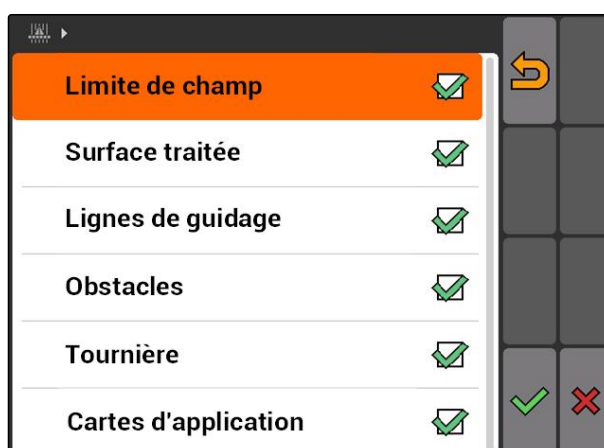 Limite de champ
Surface traitée
Lignes de guidage
Obstacles
Tournière
Cartes d'application